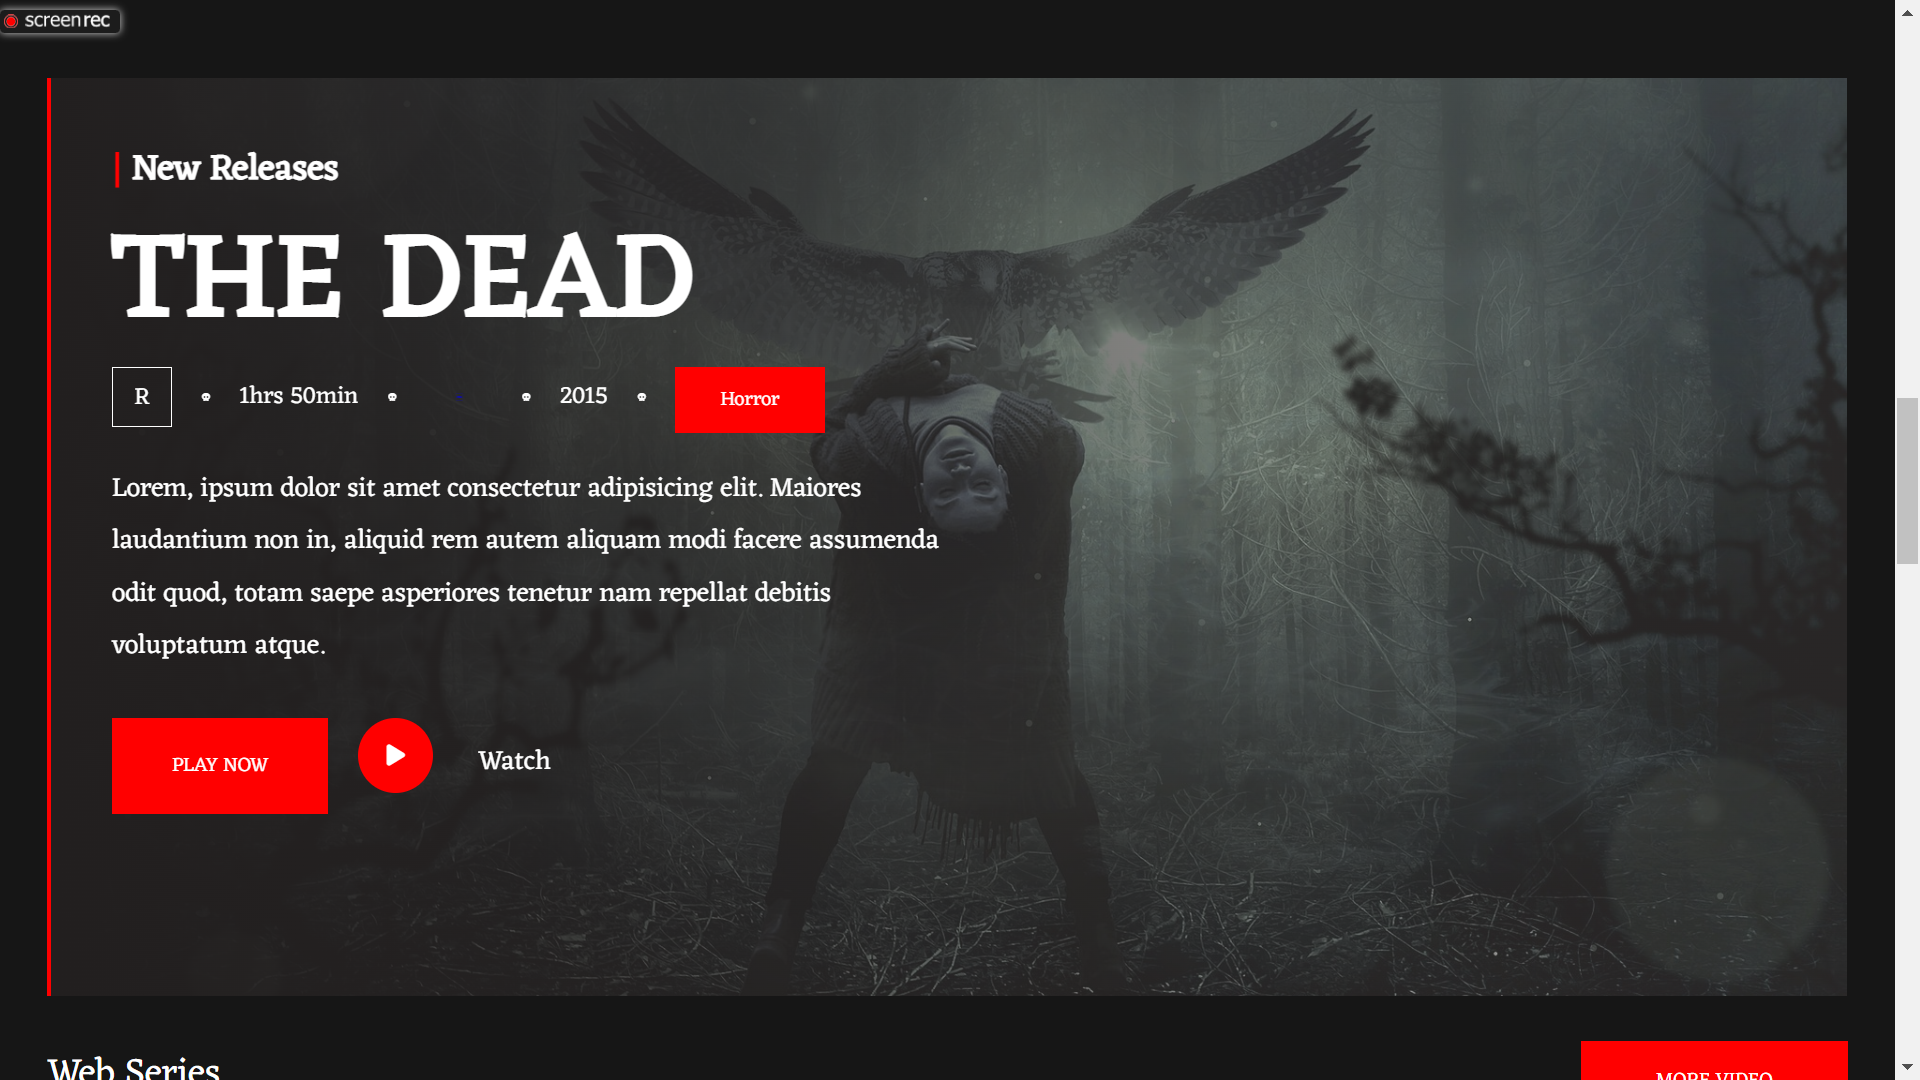 screenrec
New Releases
THE DEAD
R 1hrs 50min - 2015 Horror
Lorem, ipsum dolor sit amet consectetur adipisicing elit. Maiores
laudantium non in, aliquid rem autem aliquam modi facere assumenda
odit quod, totam saepe asperiores tenetur nam repellat debitis
voluptatum atque.
PLAY NOW Watch
Web Series MORE VIDEO